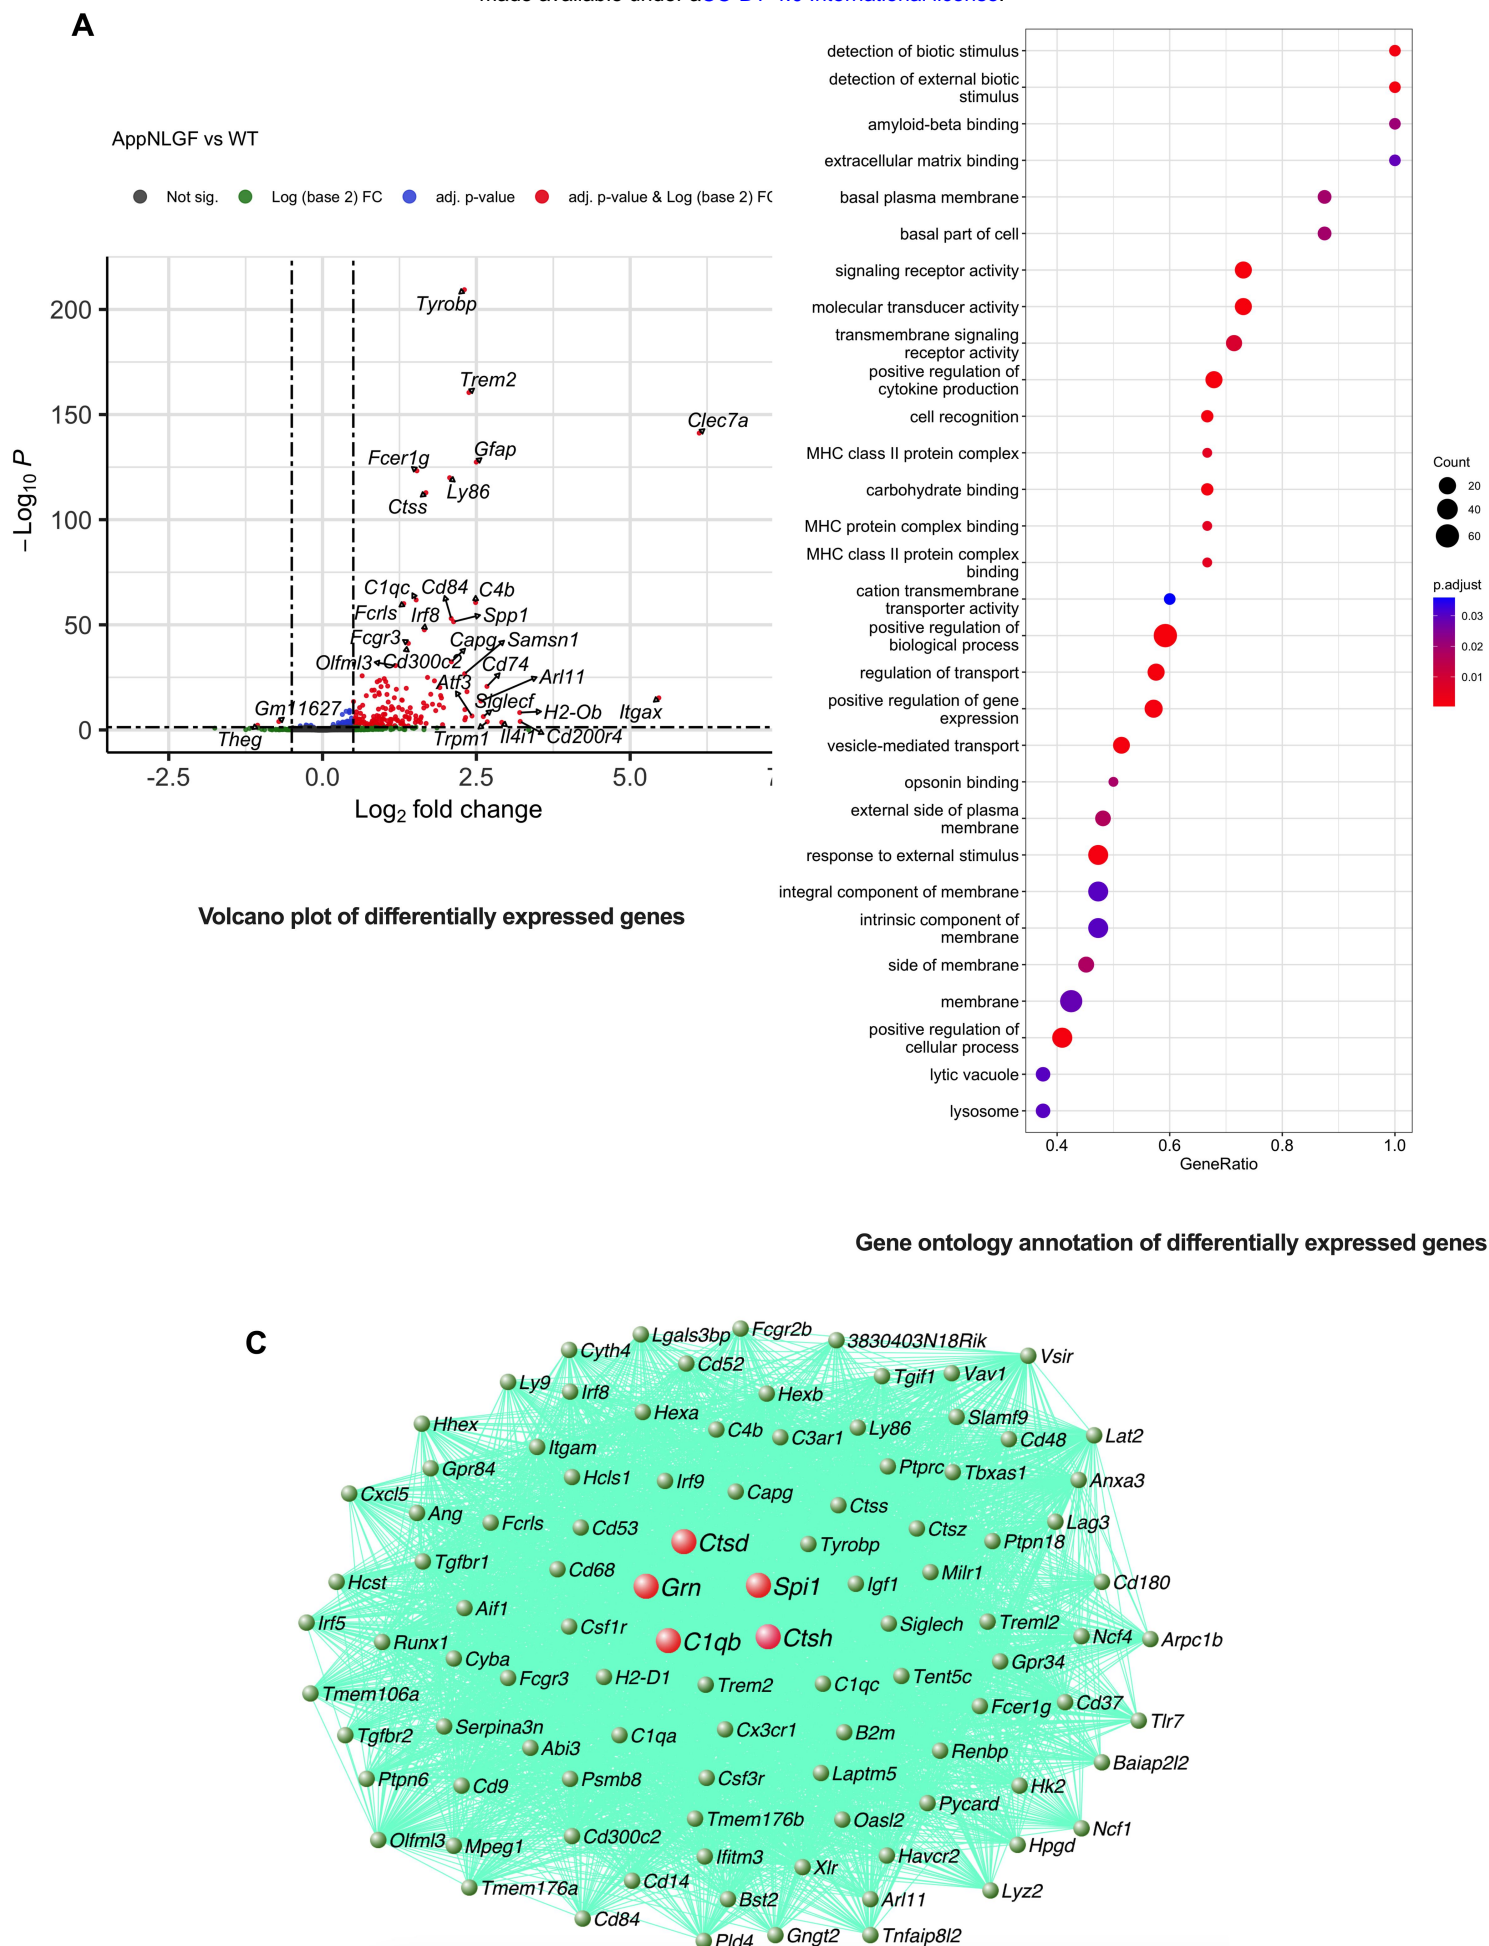 A
AppNLGF vs WT
Not sig.
Log (base 2) FC
adj. p-value
adj. p-value & Log (base 2) FC
− Log10 P
200
150
100
50
0
Tyrobp
Trem2
Clec7a
Gfap
Fcer1g
Ly86
Ctss
C1qc
Cd84
C4b
Fcrls
Irf8
Spp1
Fcgr3
Capg
Samsn1
Olfml3
Cd300c2
Cd74
Atf3
Arl11
Siglecf
Gm11627
H2-Ob
Itgax
Theg
Trpm1
Il4i1
Cd200r4
-2.5
0.0
2.5
5.0
Log2 fold change
Volcano plot of differentially expressed genes
detection of biotic stimulus
detection of external biotic
stimulus
amyloid-beta binding
extracellular matrix binding
basal plasma membrane
basal part of cell
signaling receptor activity
molecular transducer activity
transmembrane signaling
receptor activity
positive regulation of
cytokine production
cell recognition
MHC class II protein complex
carbohydrate binding
MHC protein complex binding
MHC class II protein complex
binding
cation transmembrane
transporter activity
positive regulation of
biological process
regulation of transport
positive regulation of gene
expression
vesicle-mediated transport
opsonin binding
external side of plasma
membrane
response to external stimulus
integral component of membrane
intrinsic component of
membrane
side of membrane
membrane
positive regulation of
cellular process
lytic vacuole
lysosome
0.4
0.6
0.8
1.0
GeneRatio
Count
20
40
60
p.adjust
0.03
0.02
0.01
Gene ontology annotation of differentially expressed genes
C
Fcgr2b
Lgals3bp
3830403N18Rik
Cyth4
Vsir
Cd52
Tgif1
Vav1
Ly9
Irf8
Hexb
Hexa
Slamf9
Hhex
C4b
C3ar1
Ly86
Cd48
Lat2
Itgam
Gpr84
Hcls1
Irf9
Ptprc
Tbxas1
Anxa3
Cxcl5
Capg
Ctss
Ang
Fcrls
Cd53
Ctsz
Lag3
Ctsd
Tyrobp
Ptpn18
Tgfbr1
Cd68
Milr1
Hcst
Grn
Spi1
Igf1
Cd180
Aif1
Irf5
Csf1r
Siglech
Treml2
Runx1
C1qb
Ctsh
Ncf4
Arpc1b
Cyba
Gpr34
Fcgr3
H2-D1
Trem2
C1qc
Tent5c
Tmem106a
Fcer1g
Cd37
Tlr7
Tgfbr2
Serpina3n
C1qa
Cx3cr1
B2m
Abi3
Renbp
Baiap2l2
Ptpn6
Cd9
Psmb8
Csf3r
Laptm5
Hk2
Pycard
Tmem176b
Oasl2
Ncf1
Olfml3
Mpeg1
Cd300c2
Hpgd
Ifitm3
Xlr
Havcr2
Tmem176a
Cd14
Lyz2
Bst2
Arl11
Cd84
Pld4
Gngt2
Tnfaip8l2